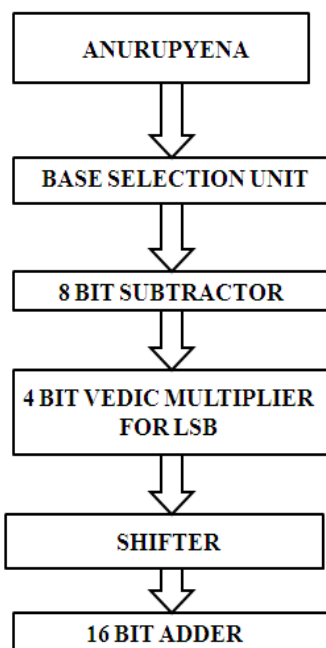 ANURUPYENA
BASE SELECTION UNIT
8 BIT SUBTRACTOR
4 BIT VEDIC MULTIPLIER
FOR LSB
SHIFTER
16 BIT ADDER